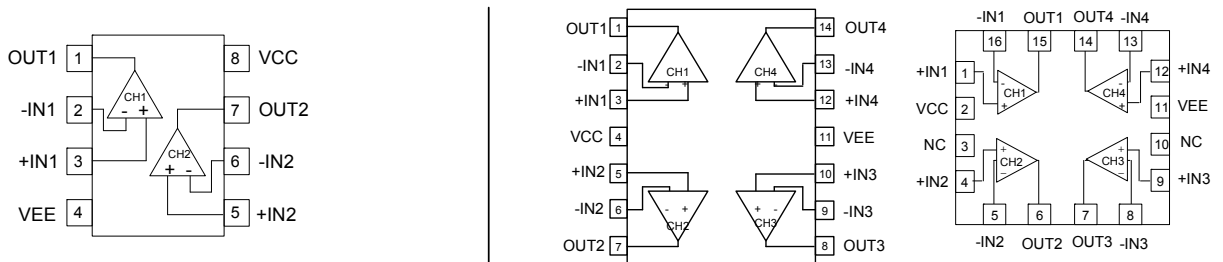 OUT1 1 8 VCC
CH1
-IN1 2 - + 7 OUT2
CH2
+IN1 3 + - 6 -IN2
VEE 4 5 +IN2
OUT1 1 14 OUT4
-IN1 2 CH1 CH4 13 -IN4
- + + -
+IN1 3 12 +IN4
VCC 4 11 VEE
+IN2 5 10 +IN3
-IN2 6 - + + - 9 -IN3
CH2 CH3
OUT2 7 8 OUT3
-IN1 OUT1 OUT4 -IN4
16 15 14 13
+IN1 1 - - 12 +IN4
CH1 CH4
+ +
VCC 2 11 VEE
NC 3 10 NC
+ +
CH2 CH3
- -
+IN2 4 9 +IN3
5 6 7 8
-IN2 OUT2 OUT3 -IN3